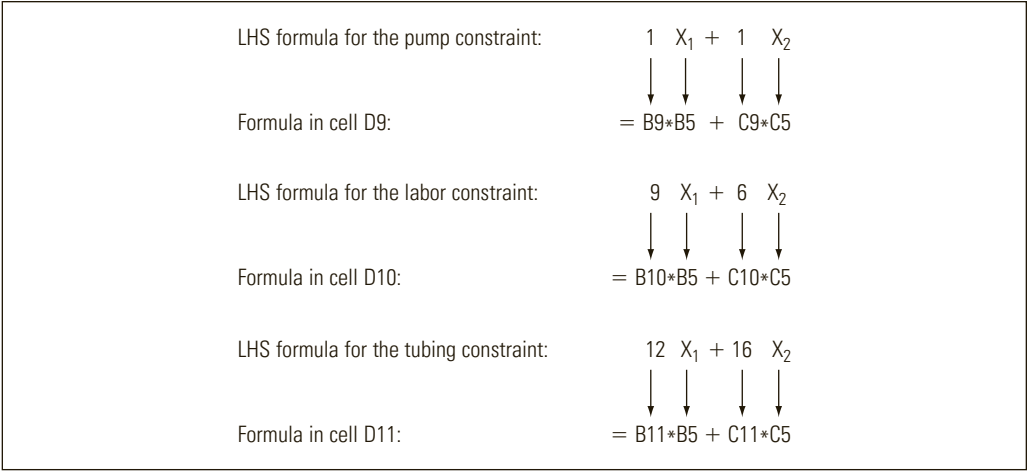 LHS formula for the pump constraint: 1 X₁ + 1 X₂
Formula in cell D9: = B9*B5 + C9*C5
LHS formula for the labor constraint: 9 X₁ + 6 X₂
Formula in cell D10: = B10*B5 + C10*C5
LHS formula for the tubing constraint: 12 X₁ + 16 X₂
Formula in cell D11: = B11*B5 + C11*C5